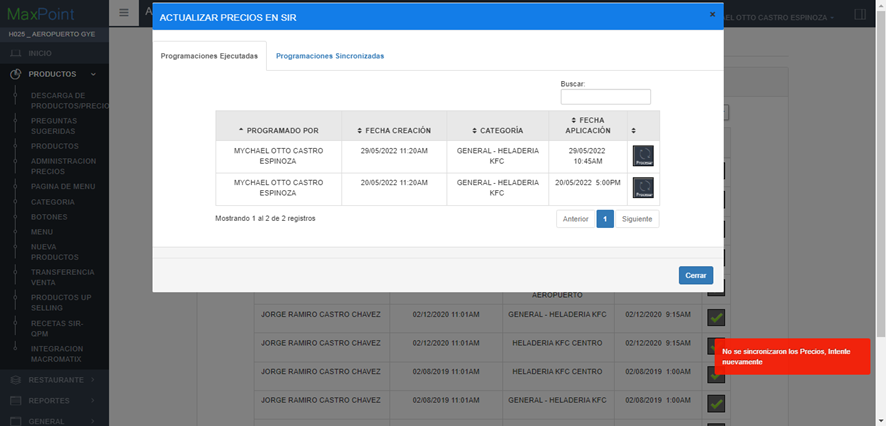 MaxPoint
H025 _ AEROPUERTO GYE
INICIO
PRODUCTOS
DESCARGA DE
PRODUCTOS/PRECIO
PREGUNTAS
SUGERIDAS
PRODUCTOS
ADMINISTRACION
PRECIOS
PAGINA DE MENU
CATEGORIA
BOTONES
MENU
NUEVA
PRODUCTOS
TRANSFERENCIA
VENTA
PRODUCTOS UP
SELLING
RECETAS SIR-
QPM
INTEGRACION
MACROMATIX
RESTAURANTE
REPORTES
GENERAL
A
EL OTTO CASTRO ESPINOZA
ACTUALIZAR PRECIOS EN SIR
×
Programaciones Ejecutadas
Programaciones Sincronizadas
Buscar:
PROGRAMADO POR FECHA CREACIÓN CATEGORÍA FECHA
APLICACIÓN
MYCHAEL OTTO CASTRO
ESPINOZA
29/05/2022 11:20AM
GENERAL - HELADERIA
KFC
29/05/2022
10:45AM
MYCHAEL OTTO CASTRO
ESPINOZA
20/05/2022 11:20AM
GENERAL - HELADERIA
KFC
20/05/2022 5:00PM
Mostrando 1 al 2 de 2 registros
Anterior 1 Siguiente
Cerrar
AEROPUERTO
JORGE RAMIRO CASTRO CHAVEZ 02/12/2020 11:01AM GENERAL - HELADERIA KFC 02/12/2020 9:15AM
JORGE RAMIRO CASTRO CHAVEZ 02/12/2020 11:01AM HELADERIA KFC CENTRO 02/12/2020 9:15AM
JORGE RAMIRO CASTRO CHAVEZ 02/08/2019 11:01AM HELADERIA KFC CENTRO 02/08/2019 1:00AM
JORGE RAMIRO CASTRO CHAVEZ 02/08/2019 11:01AM GENERAL - HELADERIA KFC 02/08/2019 1:00AM
No se sincronizaron los Precios, Intente
nuevamente